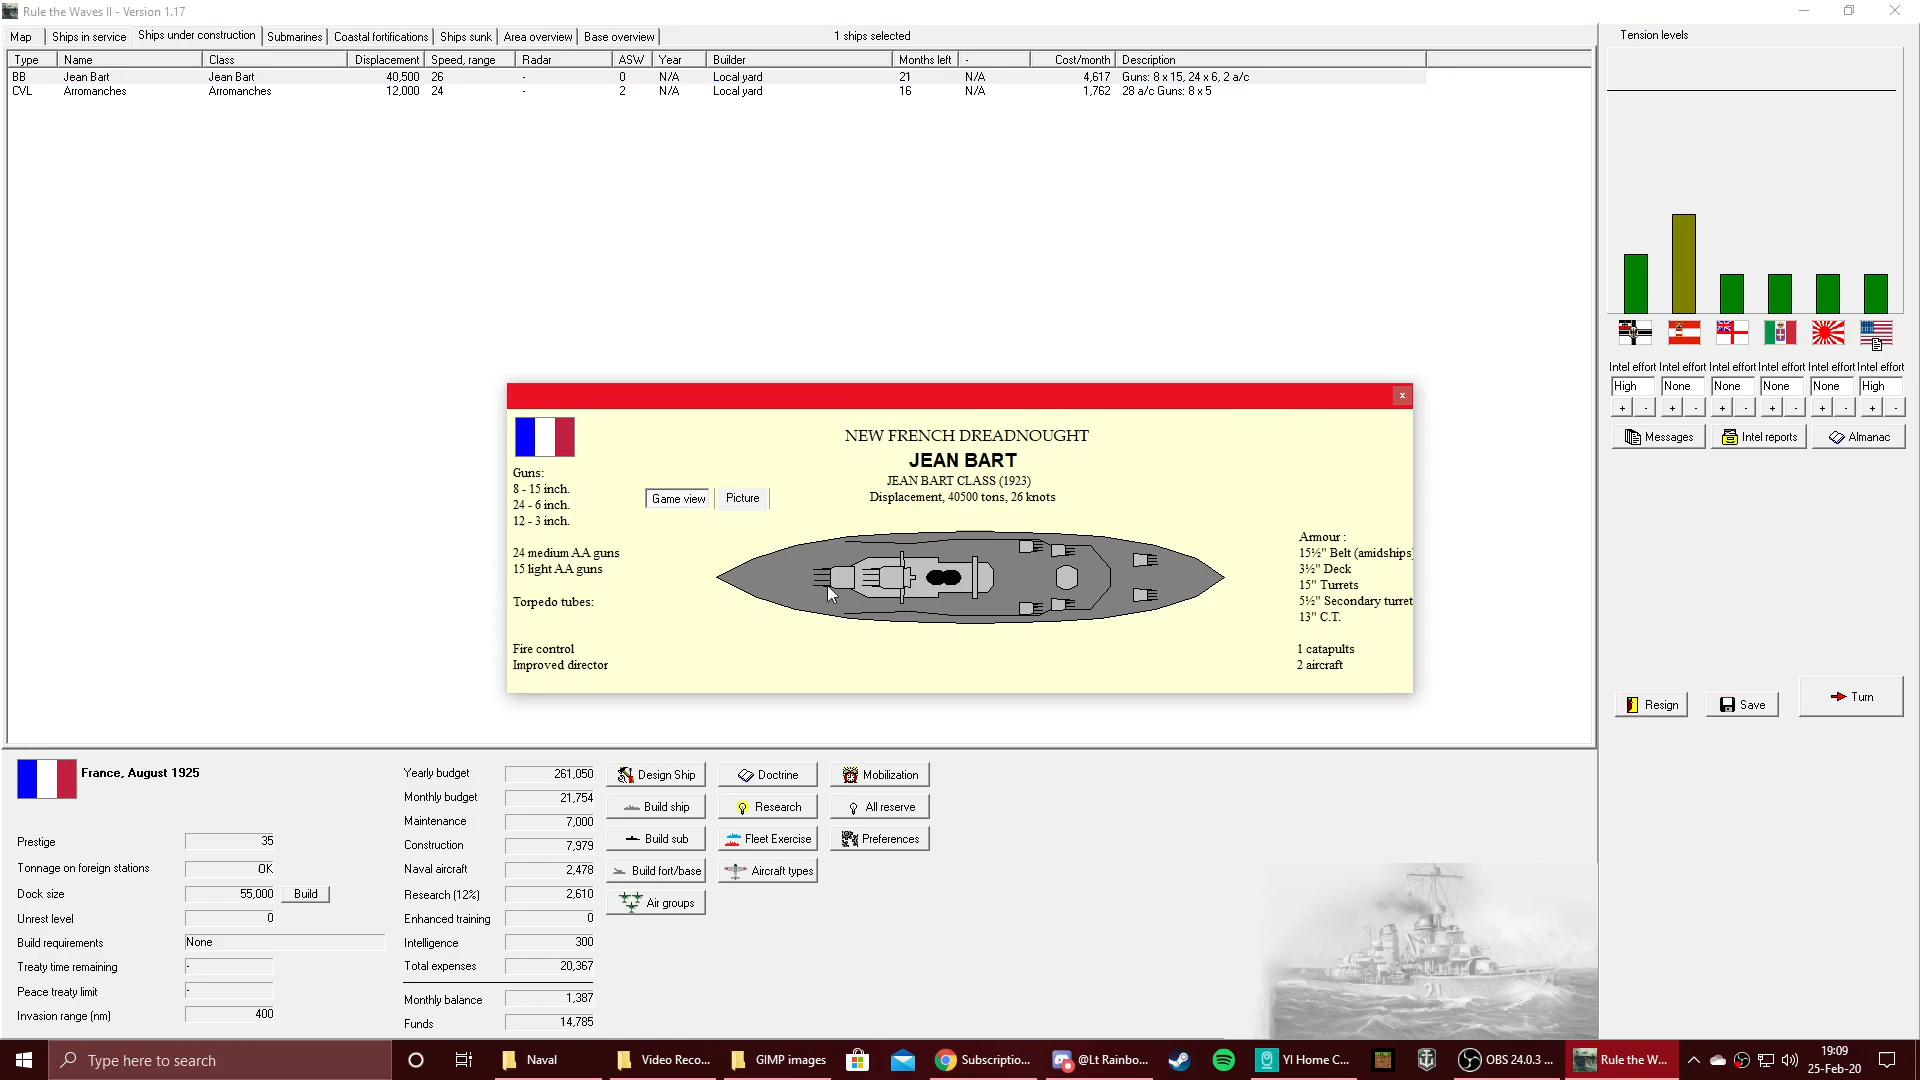 Rule the Waves II - Version 1.17
Map
Ships in service
Ships under construction
Submarines
Coastal fortifications
Ships sunk
Area overview
Base overview
1 ships selected
Tension levels
Type Name Class Displacement Speed, range Radar ASW Year Builder Months left - Cost/month Description
BB Jean Bart Jean Bart 40,500 26 - 0 N/A Local yard 21 N/A 4,617 Guns: 8 x 15, 24 x 6, 2 a/c
CVL Arromanches Arromanches 12,000 24 - 2 N/A Local yard 16 N/A 1,762 28 a/c Guns: 8 x 5
Intel effort Intel effort Intel effort Intel effort Intel effort Intel effort
High None None None None High
+ - + - + - + - + - + -
Messages
Intel reports
Almanac
x
NEW FRENCH DREADNOUGHT
JEAN BART
JEAN BART CLASS (1923)
Displacement, 40500 tons, 26 knots
Guns:
8 - 15 inch.
24 - 6 inch.
12 - 3 inch.
24 medium AA guns
15 light AA guns
Torpedo tubes:
Fire control
Improved director
Game view
Picture
Armour :
15½" Belt (amidships)
3½" Deck
15" Turrets
5½" Secondary turret
13" C.T.
1 catapults
2 aircraft
Resign
Save
Turn
France, August 1925
Prestige 35
Tonnage on foreign stations OK
Dock size 55,000 Build
Unrest level 0
Build requirements None
Treaty time remaining -
Peace treaty limit -
Invasion range (nm) 400
Yearly budget 261,050
Monthly budget 21,754
Maintenance 7,000
Construction 7,979
Naval aircraft 2,478
Research (12%) 2,610
Enhanced training 0
Intelligence 300
Total expenses 20,367
Monthly balance 1,387
Funds 14,785
Design Ship
Doctrine
Mobilization
Build ship
Research
All reserve
Build sub
Fleet Exercise
Preferences
Build fort/base
Aircraft types
Air groups
21
Type here to search
Naval
Video Reco...
GIMP images
Subscriptio...
@Lt Rainbo...
YI Home C...
OBS 24.0.3 ...
Rule the W...
19:09
25-Feb-20